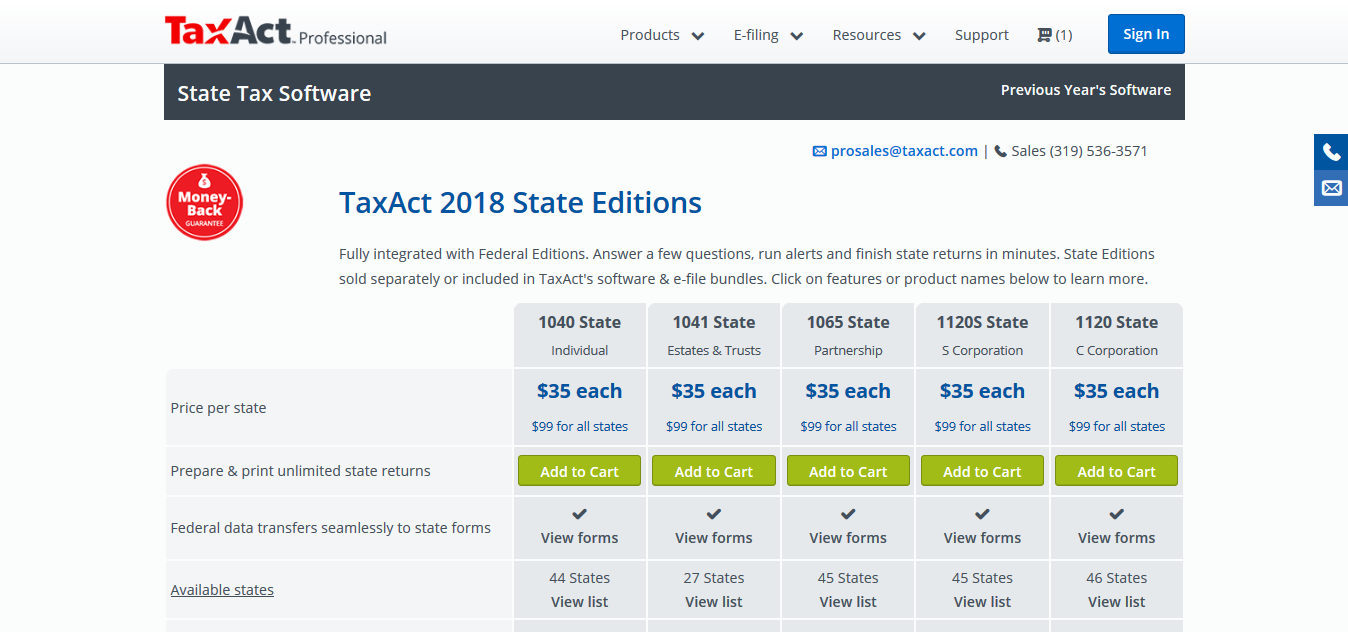 TaxAct Professional
Products E-filing Resources Support (1) Sign In
State Tax Software Previous Year's Software
prosales@taxact.com | Sales (319) 536-3571
Money-
Back
GUARANTEE
TaxAct 2018 State Editions
Fully integrated with Federal Editions. Answer a few questions, run alerts and finish state returns in minutes. State Editions
sold separately or included in TaxAct's software & e-file bundles. Click on features or product names below to learn more.
1040 State 1041 State 1065 State 1120S State 1120 State
Individual Estates & Trusts Partnership S Corporation C Corporation
Price per state $35 each $35 each $35 each $35 each $35 each
$99 for all states $99 for all states $99 for all states $99 for all states $99 for all states
Prepare & print unlimited state returns Add to Cart Add to Cart Add to Cart Add to Cart Add to Cart
Federal data transfers seamlessly to state forms View forms View forms View forms View forms View forms
Available states 44 States 27 States 45 States 45 States 46 States
View list View list View list View list View list